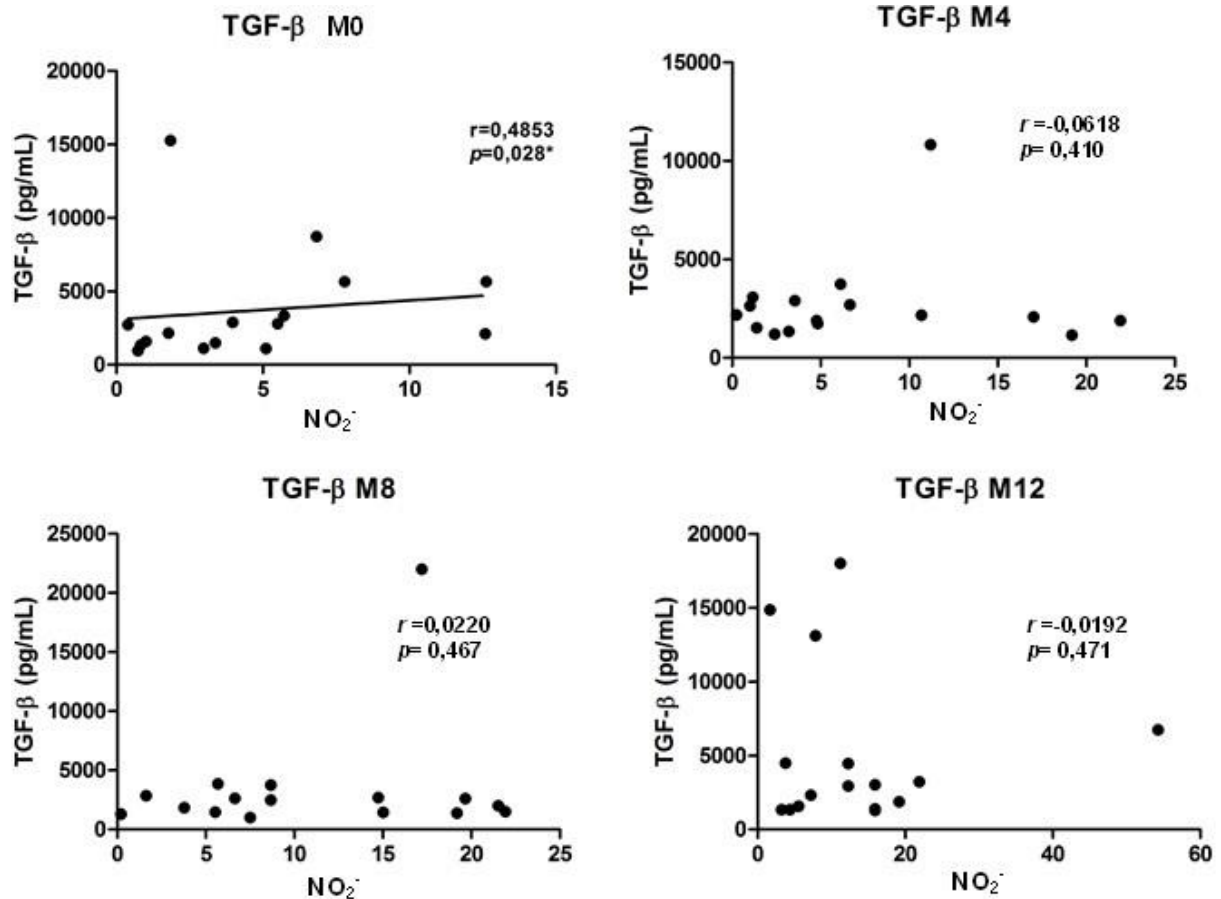 TGF-β M0
20000
15000
10000
5000
0
TGF-β (pg/mL)
r=0,4853
p=0,028*
0 5 10 15
NO₂⁻
TGF-β M4
15000
10000
5000
0
TGF-β (pg/mL)
r =-0,0618
p= 0,410
0 5 10 15 20 25
NO₂⁻
TGF-β M8
25000
20000
15000
10000
5000
0
TGF-β (pg/mL)
r =0,0220
p= 0,467
0 5 10 15 20 25
NO₂⁻
TGF-β M12
20000
15000
10000
5000
0
TGF-β (pg/mL)
r =-0,0192
p= 0,471
0 20 40 60
NO₂⁻